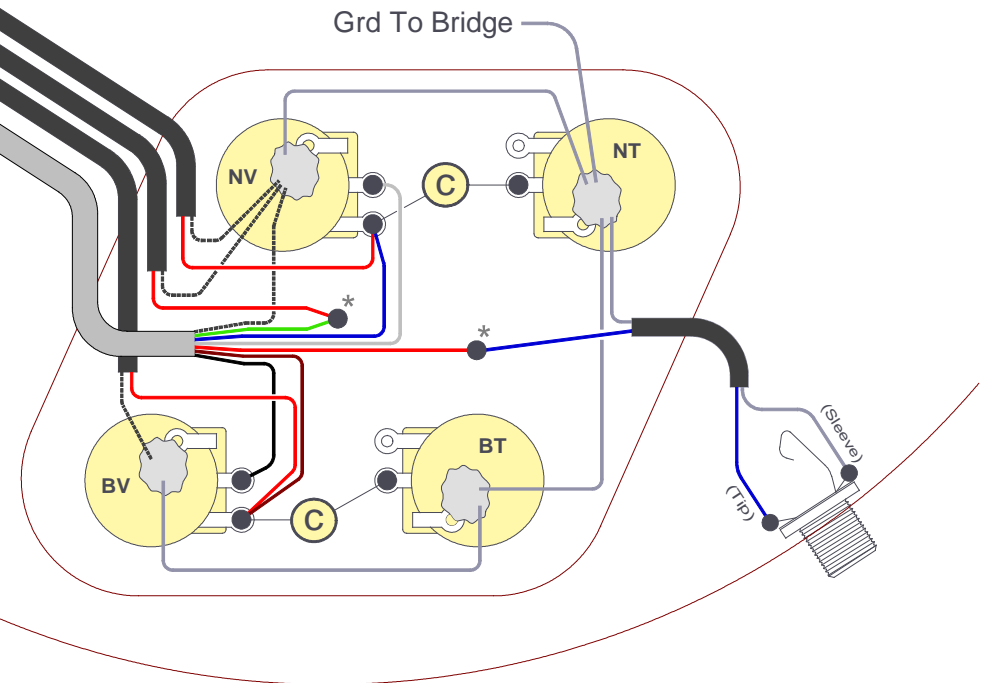 Grd To Bridge
NV
NT
C
*
*
BV
BT
C
(Sleeve)
(Tip)